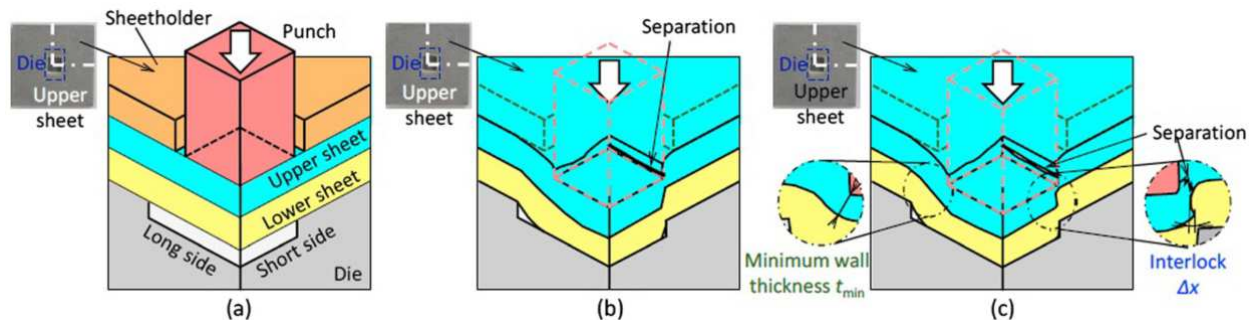 Sheetholder
Punch
Die
Upper
sheet
Upper sheet
Lower sheet
Long side
Short side
Die
(a)
Separation
Die
Upper
sheet
(b)
Separation
Die
Upper
sheet
Minimum wall
thickness tmin
Interlock
Δx
(c)